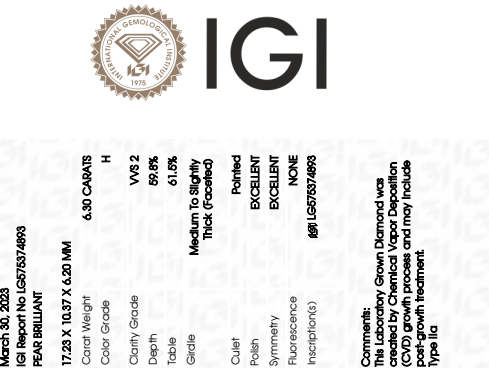 INTERNATIONAL GEMOLOGICAL INSTITUTE
IGI
1975
IGI
March 30, 2023
IGI Report No LG575374893
PEAR BRILLIANT
17.23 X 10.37 X 6.20 MM
Carat Weight 6.30 CARATS
Color Grade H
Clarity Grade VVS 2
Depth 59.8%
Table 61.5%
Girdle Medium To Slightly
Thick (Faceted)
Culet Pointed
Polish EXCELLENT
Symmetry EXCELLENT
Fluorescence NONE
Inscription(s) LG575374893
Comments:
This Laboratory Grown Diamond was
created by Chemical Vapor Deposition
(CVD) growth process and may include
post-growth treatment.
Type IIa